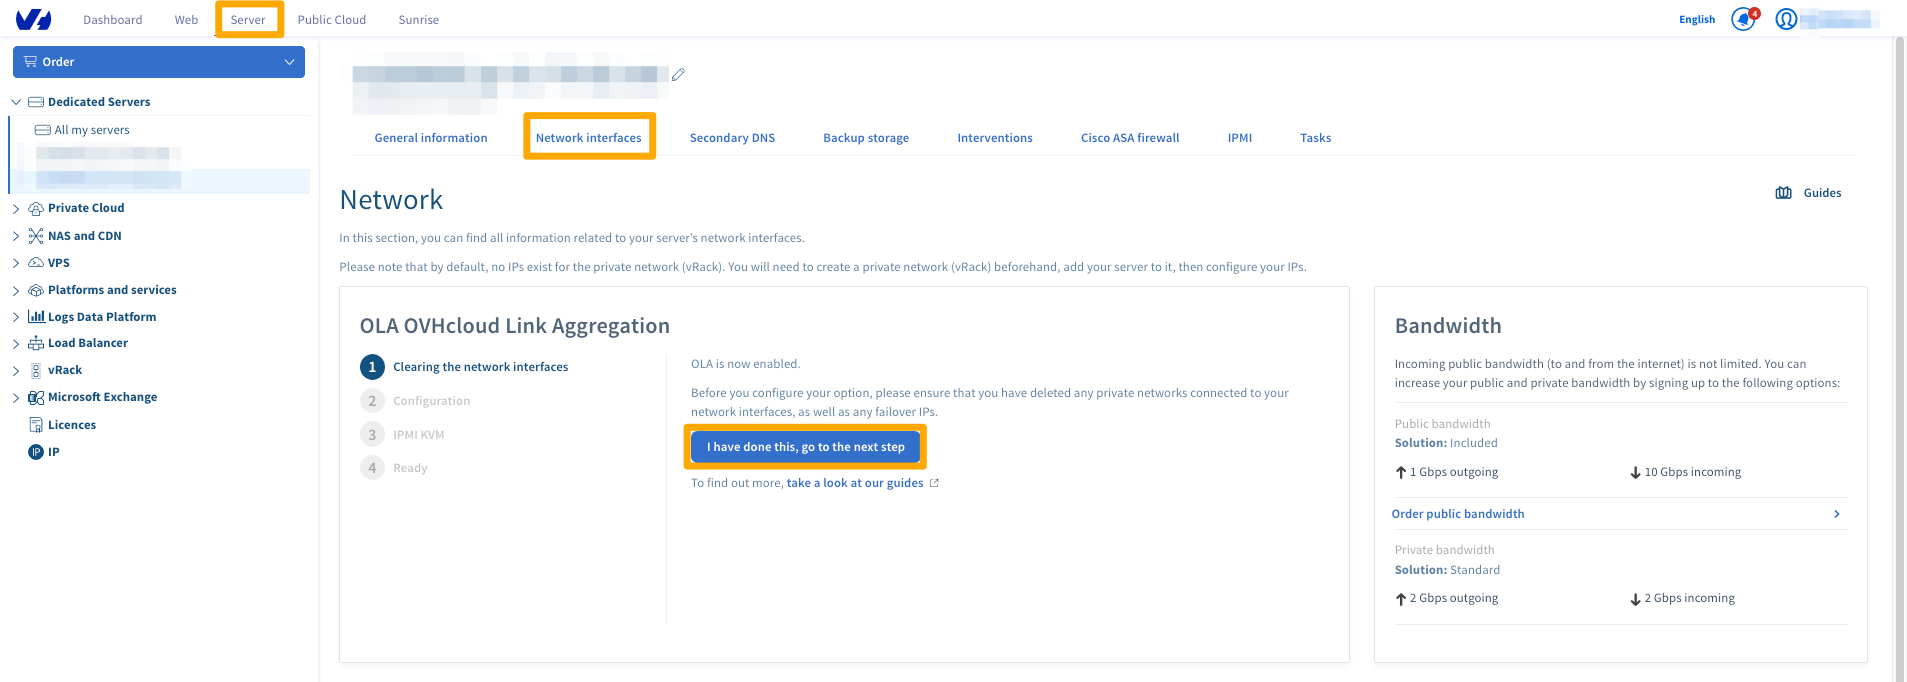 Dashboard Web Server Public Cloud Sunrise English 4
Order
Dedicated Servers
All my servers
Private Cloud
NAS and CDN
VPS
Platforms and services
Logs Data Platform
Load Balancer
vRack
Microsoft Exchange
Licences
IP IP
General information Network interfaces Secondary DNS Backup storage Interventions Cisco ASA firewall IPMI Tasks
Network
Guides
In this section, you can find all information related to your server's network interfaces.
Please note that by default, no IPs exist for the private network (vRack). You will need to create a private network (vRack) beforehand, add your server to it, then configure your IPs.
OLA OVHcloud Link Aggregation
1 Clearing the network interfaces
2 Configuration
3 IPMI KVM
4 Ready
OLA is now enabled.
Before you configure your option, please ensure that you have deleted any private networks connected to your
network interfaces, as well as any failover IPs.
I have done this, go to the next step
To find out more, take a look at our guides
Bandwidth
Incoming public bandwidth (to and from the internet) is not limited. You can
increase your public and private bandwidth by signing up to the following options:
Public bandwidth
Solution: Included
1 Gbps outgoing 10 Gbps incoming
Order public bandwidth
Private bandwidth
Solution: Standard
2 Gbps outgoing 2 Gbps incoming